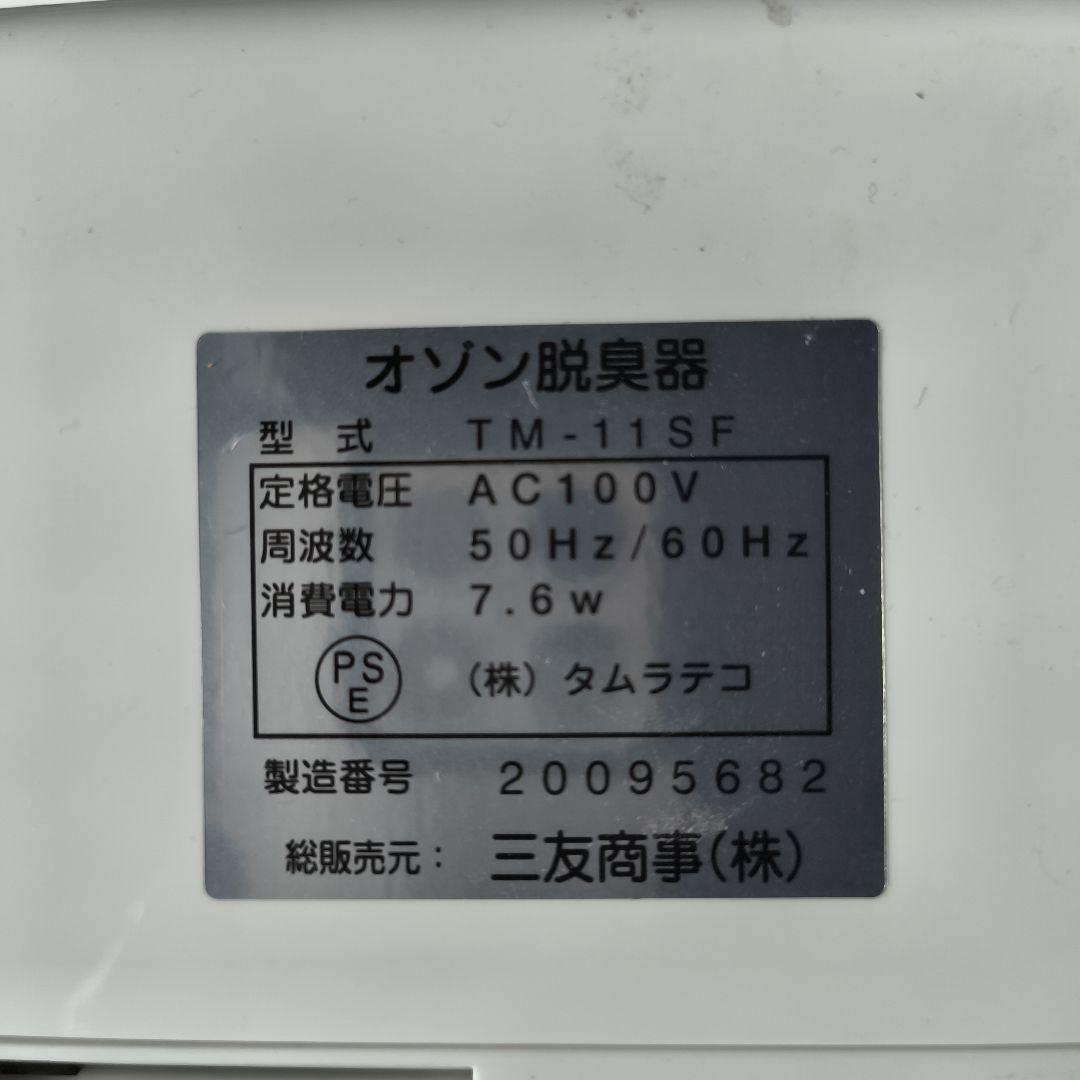 オゾン脱臭器
型 式 TM-11SF
定格電圧 AC100V
周波数 50Hz/60Hz
消費電力 7.6w
PSE (株)タムラテコ
製造番号 20095682
総販売元: 三友商事(株)